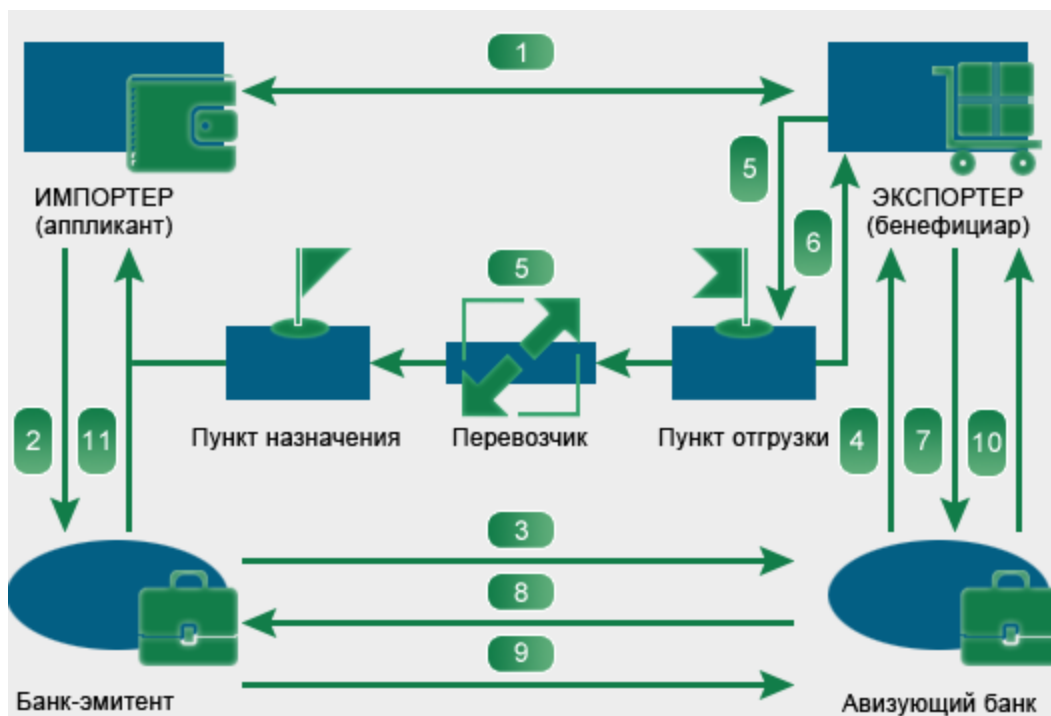 1
5
ИМПОРТЕР
(аппликант)
ЭКСПОРТЕР
(бенефициар)
6
5
2
11
Пункт назначения
Перевозчик
Пункт отгрузки
4
7
10
3
8
9
Банк-эмитент
Авизующий банк